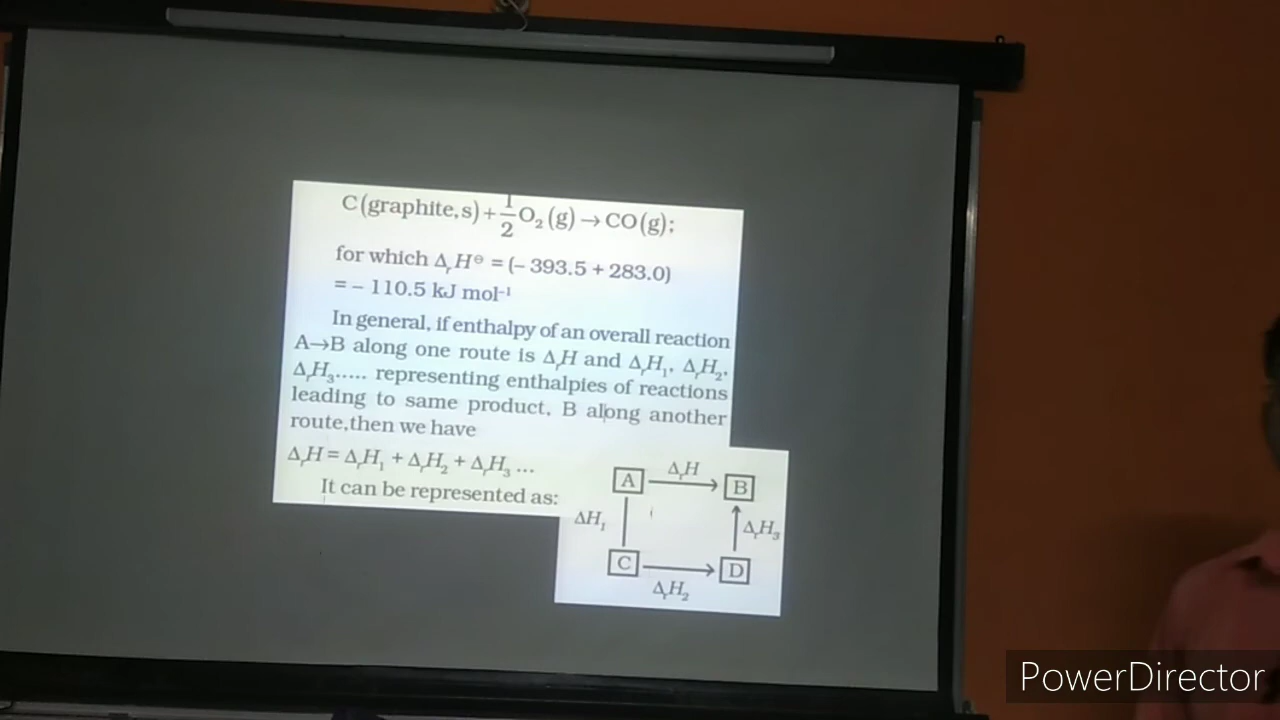 C(graphite,s)+1/2O₂(g)→CO(g);
for which ΔᵣH⊖ = (– 393.5 + 283.0)
= – 110.5 kJ mol⁻¹
In general, if enthalpy of an overall reaction
A→B along one route is ΔᵣH and ΔᵣH₁, ΔᵣH₂,
ΔᵣH₃..... representing enthalpies of reactions
leading to same product, B along another
route,then we have
ΔᵣH = ΔᵣH₁ + ΔᵣH₂ + ΔᵣH₃ ...
It can be represented as:
A ΔᵣH B
ΔH₁ ΔᵣH₃
C ΔᵣH₂ D
PowerDirector